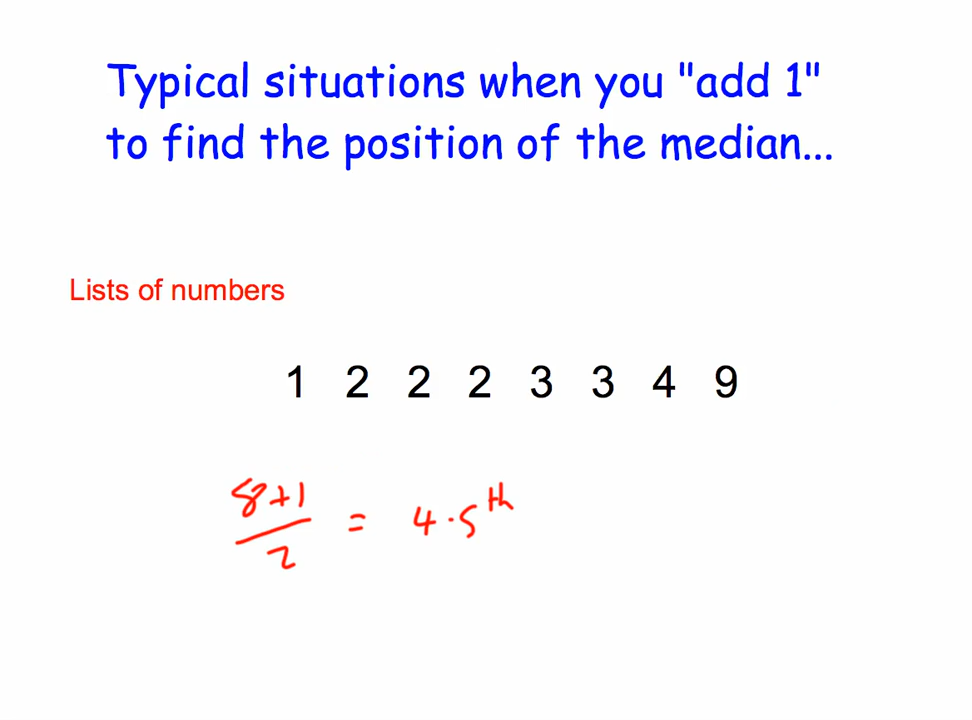 Typical situations when you "add 1"
to find the position of the median...
Lists of numbers
1 2 2 2 3 3 4 9
8+1
2
= 4.5th